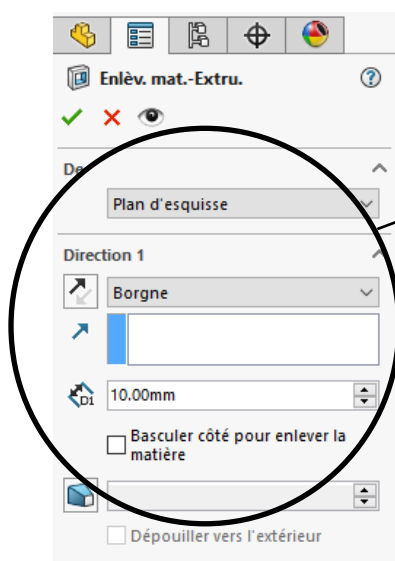 Enlèv. mat.-Extru.
De
Plan d'esquisse
Direction 1
Borgne
D1
10.00mm
Basculer côté pour enlever la
matière
Dépouiller vers l'extérieur